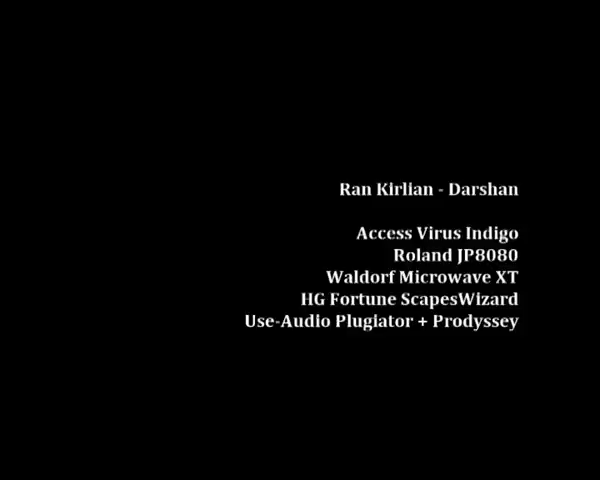 Ran Kirlian - Darshan
Access Virus Indigo
Roland JP8080
Waldorf Microwave XT
HG Fortune ScapesWizard
Use-Audio Plugiator + Prodyssey